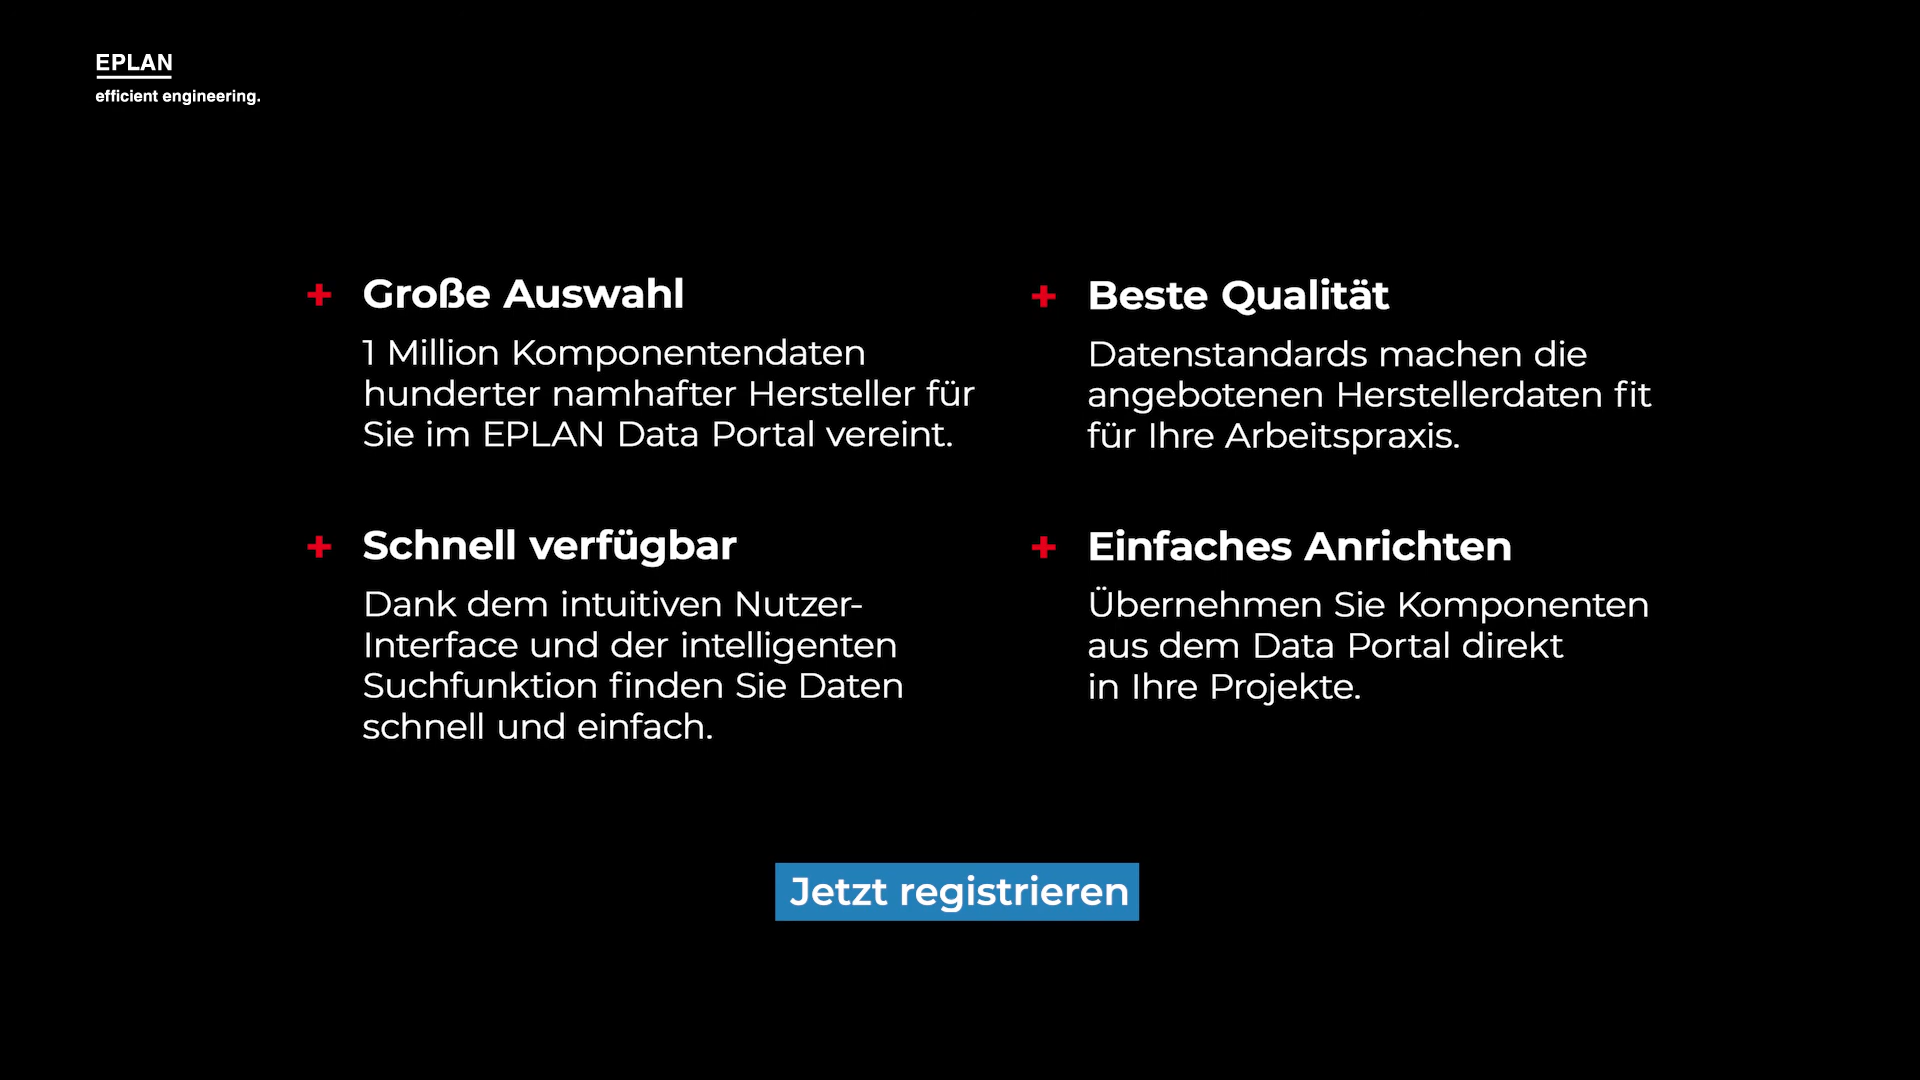 EPLAN
efficient engineering.
+ Große Auswahl
1 Million Komponentendaten
hunderter namhafter Hersteller für
Sie im EPLAN Data Portal vereint.
+ Beste Qualität
Datenstandards machen die
angebotenen Herstellerdaten fit
für Ihre Arbeitspraxis.
+ Schnell verfügbar
Dank dem intuitiven Nutzer-
Interface und der intelligenten
Suchfunktion finden Sie Daten
schnell und einfach.
+ Einfaches Anrichten
Übernehmen Sie Komponenten
aus dem Data Portal direkt
in Ihre Projekte.
Jetzt registrieren